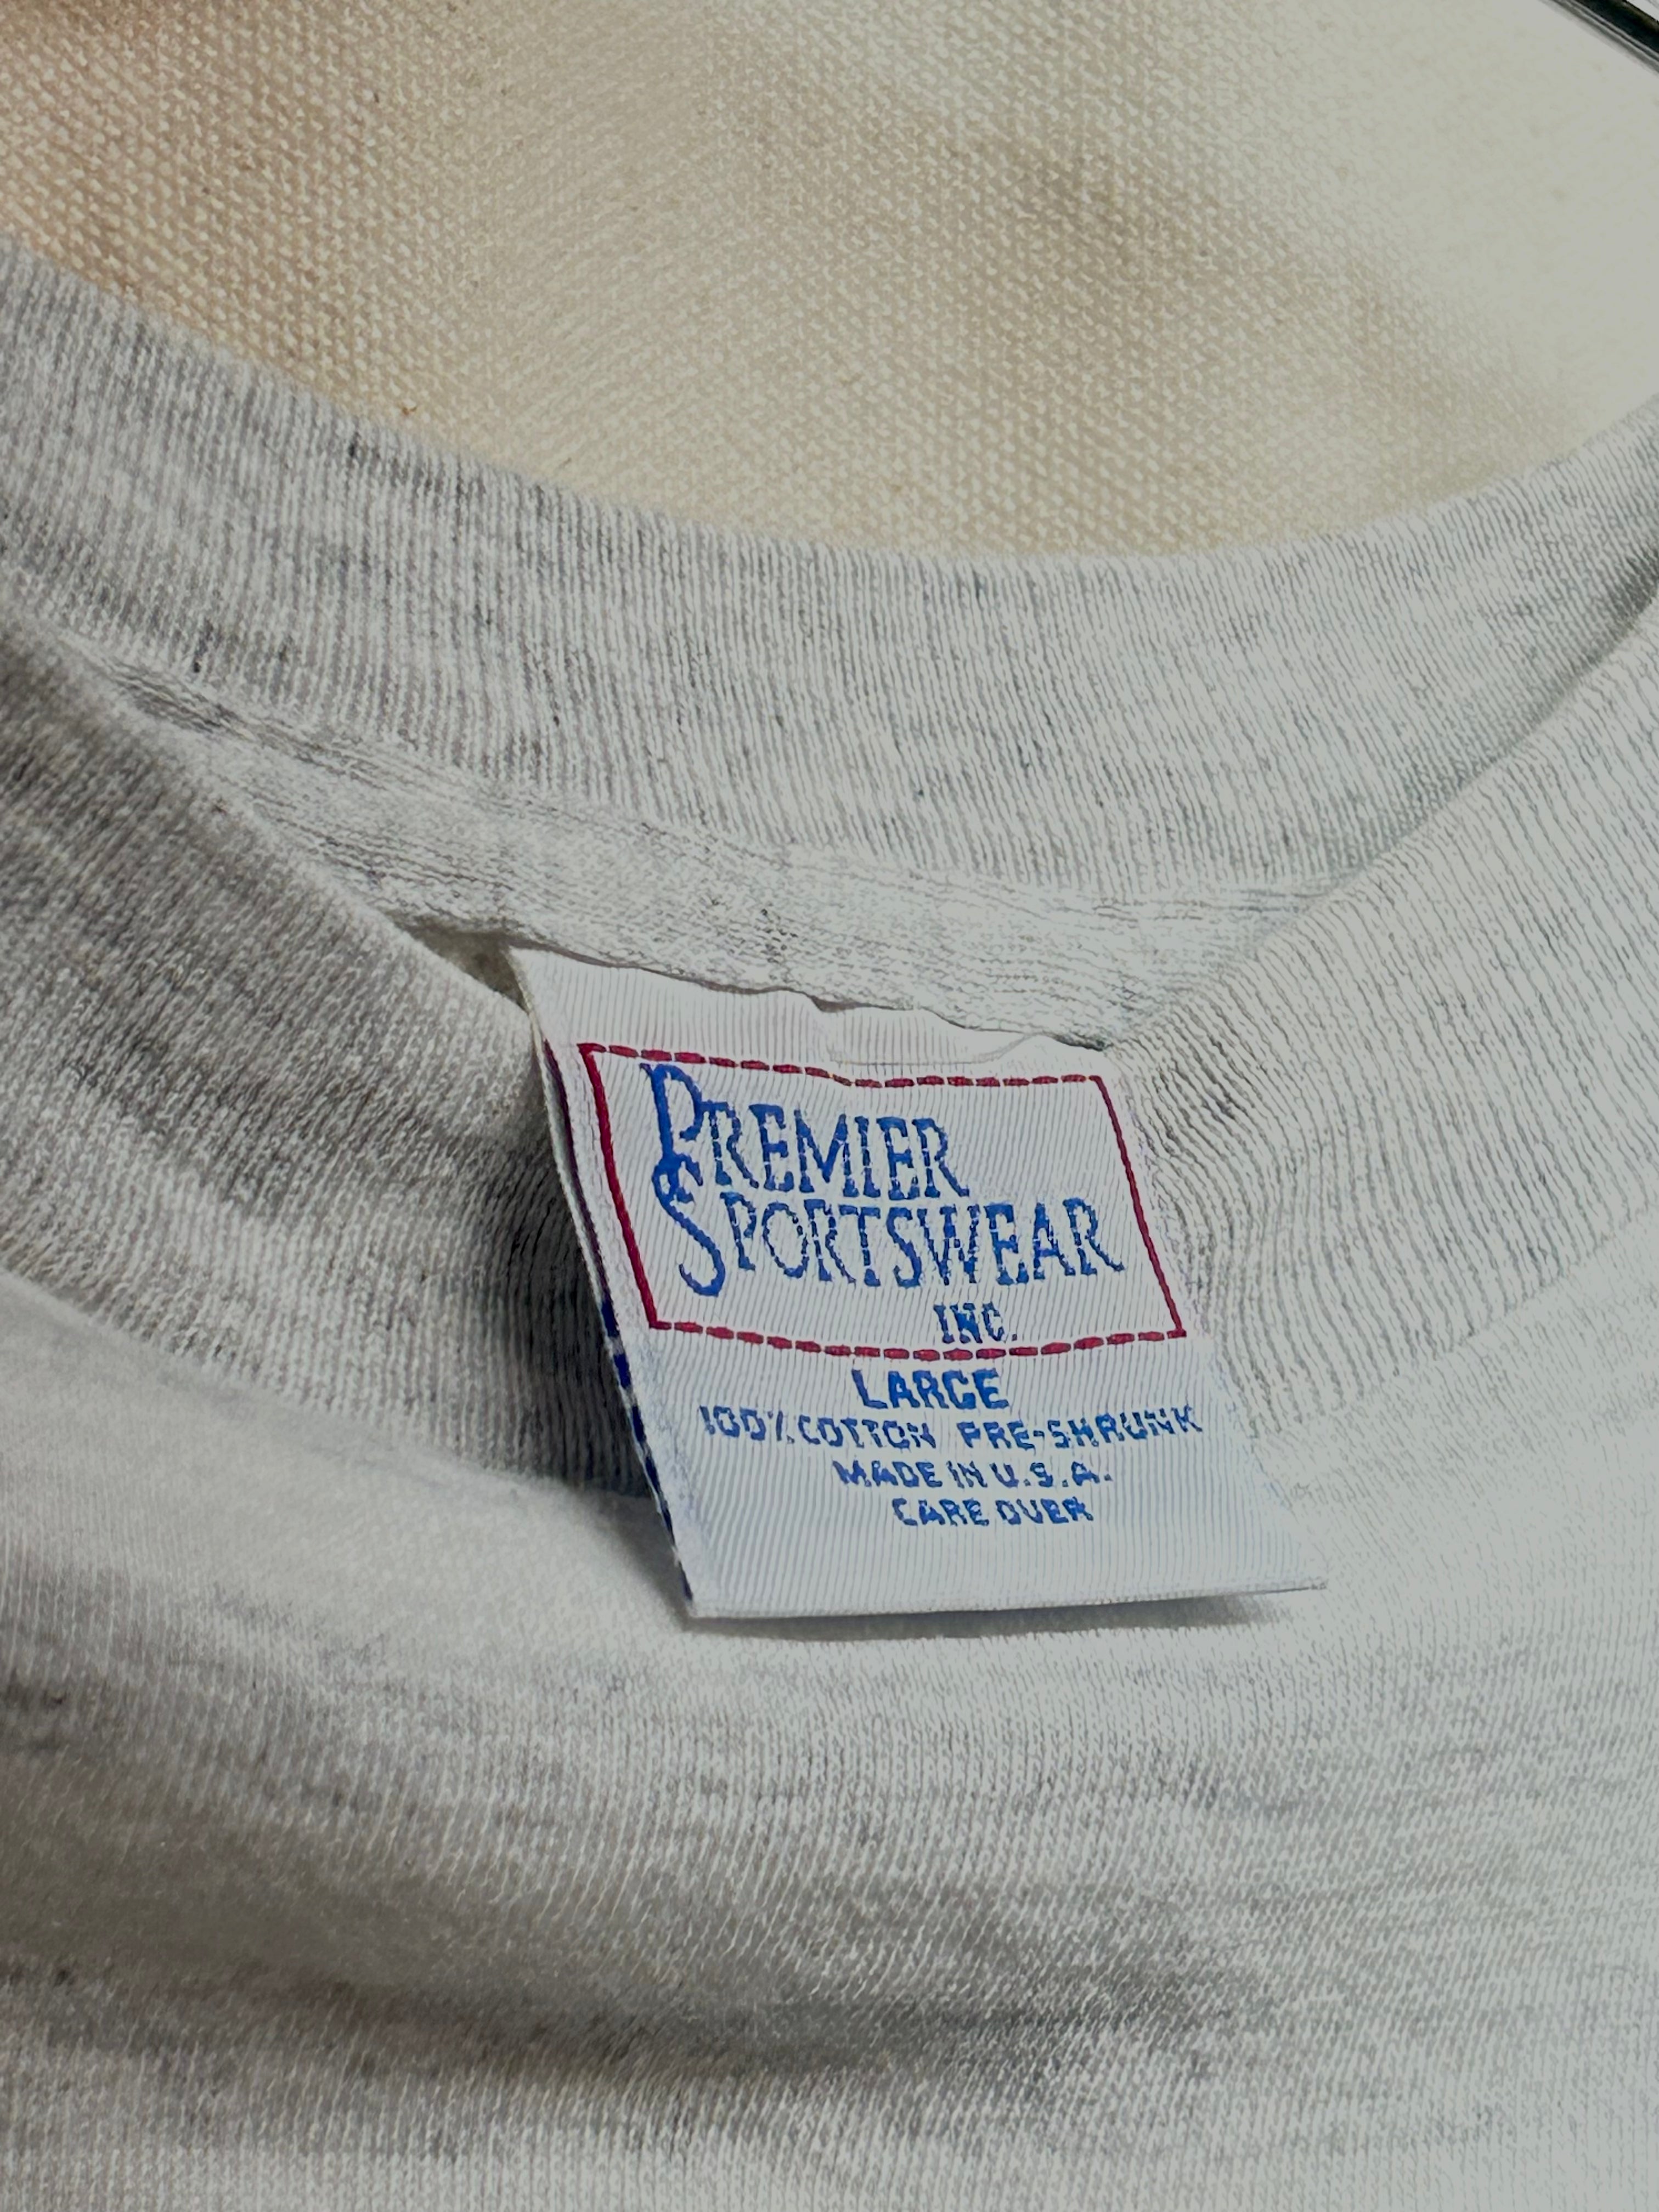 PREMIER
SPORTSWEAR
INC.
LARGE
100% COTTON PRE-SHRUNK
MADE IN U.S.A.
CARE OVER